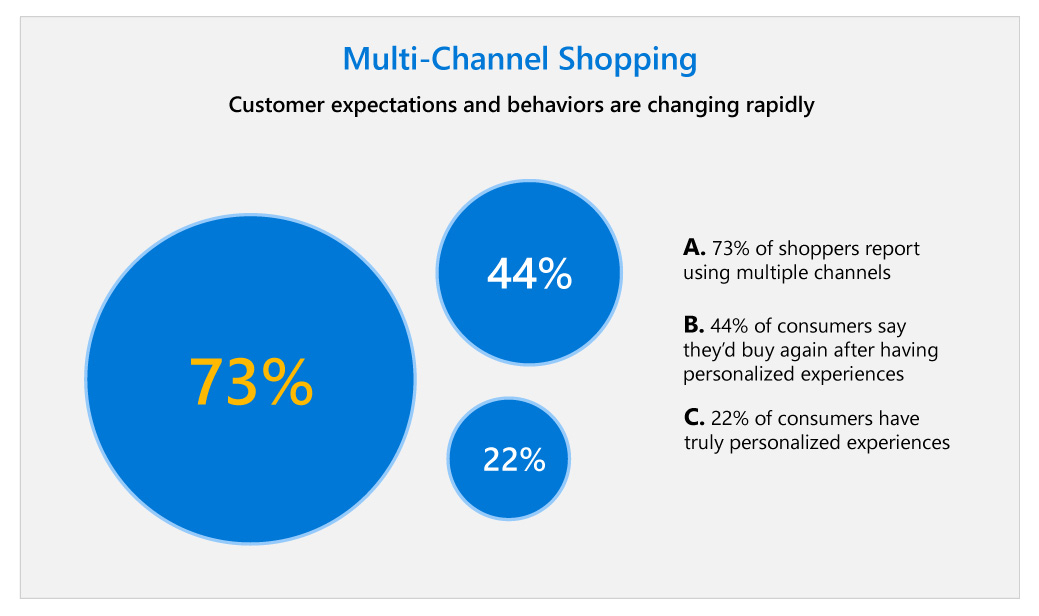 Multi-Channel Shopping
Customer expectations and behaviors are changing rapidly
73%
44%
22%
A. 73% of shoppers report
using multiple channels
B. 44% of consumers say
they’d buy again after having
personalized experiences
C. 22% of consumers have
truly personalized experiences